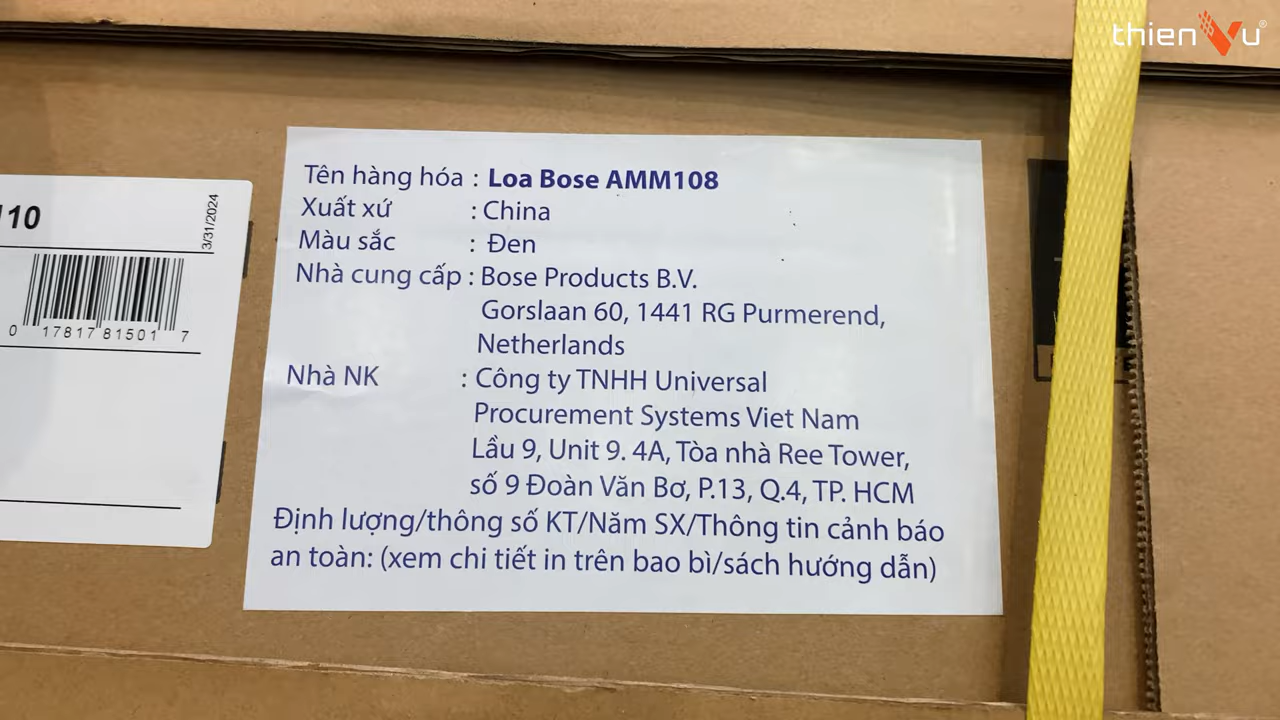 thien Vu®
110
3/31/2024
0 17817 81501 7
Tên hàng hóa : Loa Bose AMM108
Xuất xứ : China
Màu sắc : Đen
Nhà cung cấp : Bose Products B.V.
Gorslaan 60, 1441 RG Purmerend,
Netherlands
Nhà NK : Công ty TNHH Universal
Procurement Systems Viet Nam
Lầu 9, Unit 9. 4A, Tòa nhà Ree Tower,
số 9 Đoàn Văn Bơ, P.13, Q.4, TP. HCM
Định lượng/thông số KT/Năm SX/Thông tin cảnh báo
an toàn: (xem chi tiết in trên bao bì/sách hướng dẫn)